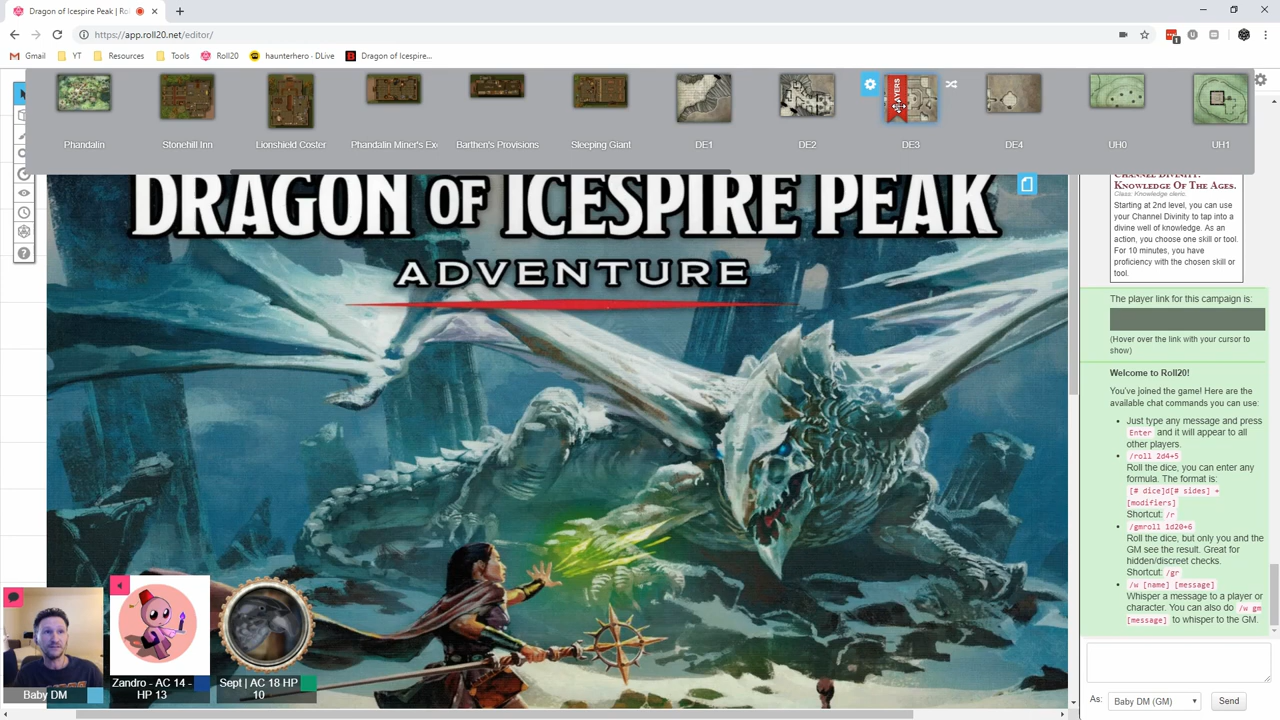 Dragon of Icespire Peak | Rol
https://app.roll20.net/editor/
1
Gmail
YT
Resources
Tools
Roll20
haunterhero · DLive
Dragon of Icespire...
Phandalin
Stonehill Inn
Lionshield Coster
Phandalin Miner's Ex
Barthen's Provisions
Sleeping Giant
DE1
DE2
DE3
DE4
UH0
UH1
DRAGON OF ICESPIRE PEAK
ADVENTURE
CHANNEL DIVINITY:
KNOWLEDGE OF THE AGES.
Class: Knowledge cleric
Starting at 2nd level, you can use
your Channel Divinity to tap into a
divine well of knowledge. As an
action, you choose one skill or tool.
For 10 minutes, you have
proficiency with the chosen skill or
tool.
The player link for this campaign is:
(Hover over the link with your cursor to
show)
Welcome to Roll20!
You've joined the game! Here are the
available chat commands you can use:
Just type any message and press
Enter and it will appear to all
other players.
/roll 2d4+5
Roll the dice, you can enter any
formula. The format is:
[# dice]d[# sides] +
[modifiers]
Shortcut: /r
/gmroll 1d20+6
Roll the dice, but only you and the
GM see the result. Great for
hidden/discreet checks.
Shortcut: /gr
/w [name] [message]
Whisper a message to a player or
character. You can also do /w gm
[message] to whisper to the GM.
Baby DM
Zandro - AC 14 -
HP 13
Sept | AC 18 HP
10
As:
Baby DM (GM)
Send